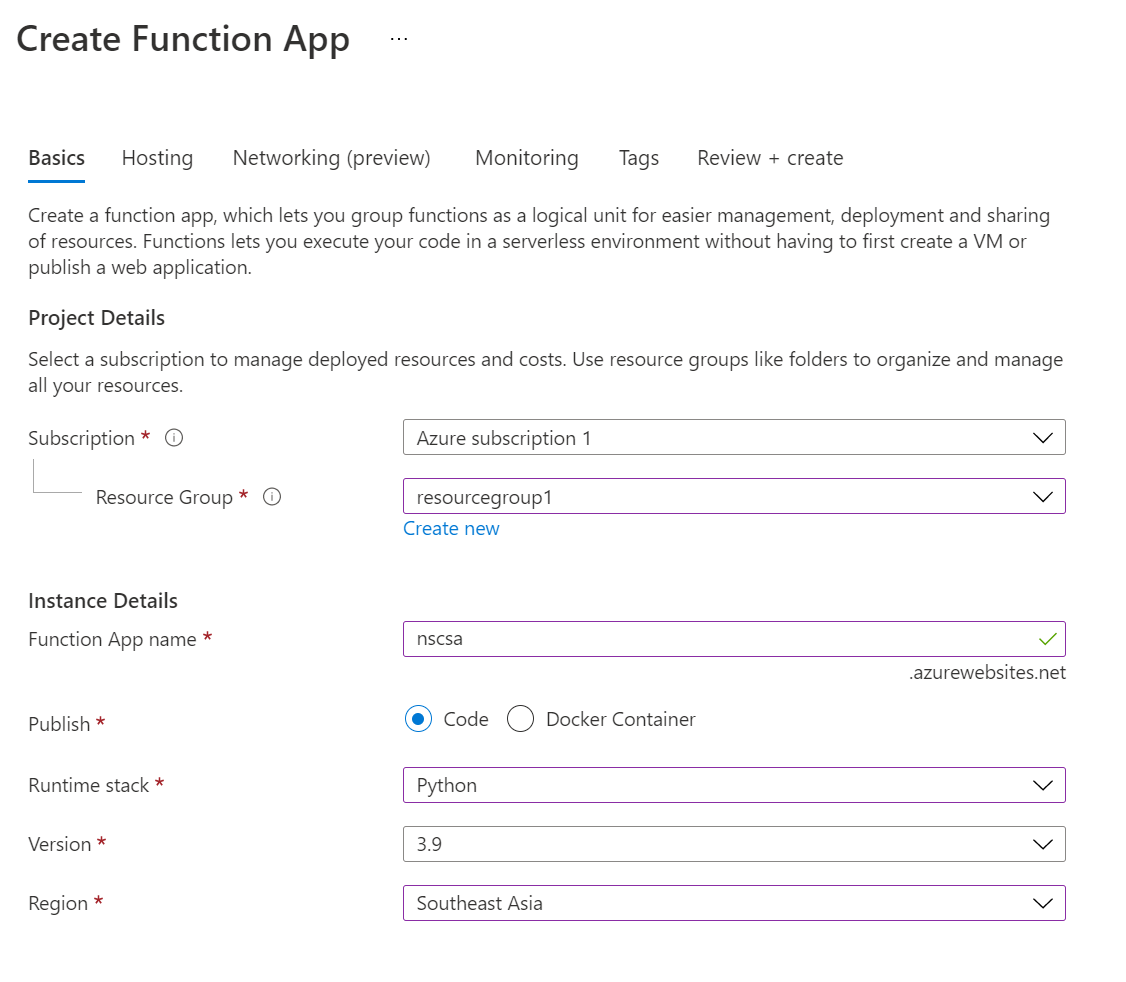 Create Function App ...
Basics Hosting Networking (preview) Monitoring Tags Review + create
Create a function app, which lets you group functions as a logical unit for easier management, deployment and sharing
of resources. Functions lets you execute your code in a serverless environment without having to first create a VM or
publish a web application.
Project Details
Select a subscription to manage deployed resources and costs. Use resource groups like folders to organize and manage
all your resources.
Subscription * Azure subscription 1
Resource Group * resourcegroup1
Create new
Instance Details
Function App name * nscsa
.azurewebsites.net
Publish * Code Docker Container
Runtime stack * Python
Version * 3.9
Region * Southeast Asia